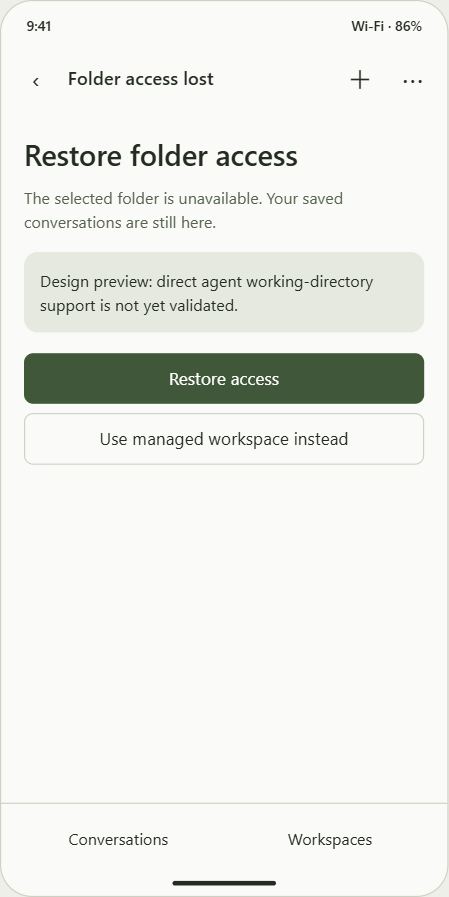 9:41 Wi-Fi · 86%
‹ Folder access lost + ...
Restore folder access
The selected folder is unavailable. Your saved
conversations are still here.
Design preview: direct agent working-directory
support is not yet validated.
Restore access
Use managed workspace instead
Conversations Workspaces